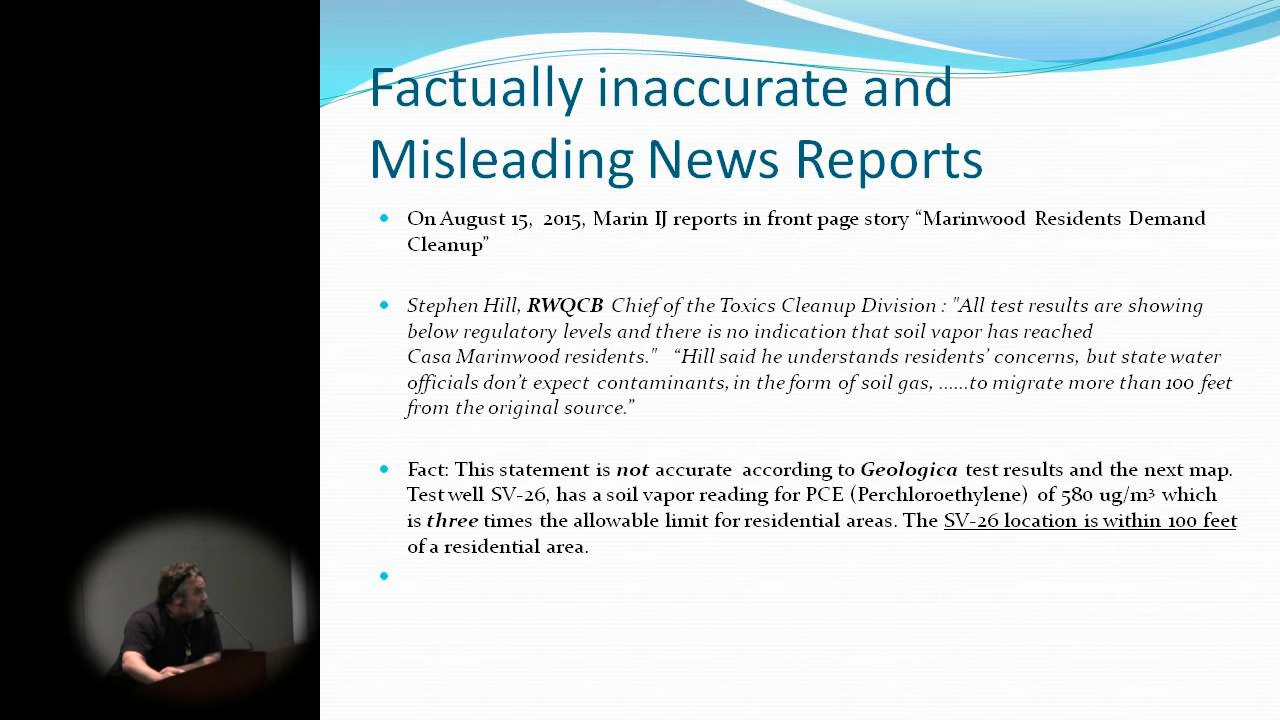 Factually inaccurate and
Misleading News Reports
On August 15, 2015, Marin IJ reports in front page story “Marinwood Residents Demand
Cleanup”
Stephen Hill, RWQCB Chief of the Toxics Cleanup Division : "All test results are showing
below regulatory levels and there is no indication that soil vapor has reached
Casa Marinwood residents." “Hill said he understands residents’ concerns, but state water
officials don’t expect contaminants, in the form of soil gas, ......to migrate more than 100 feet
from the original source.”
Fact: This statement is not accurate according to Geologica test results and the next map.
Test well SV-26, has a soil vapor reading for PCE (Perchloroethylene) of 580 ug/m³ which
is three times the allowable limit for residential areas. The SV-26 location is within 100 feet
of a residential area.